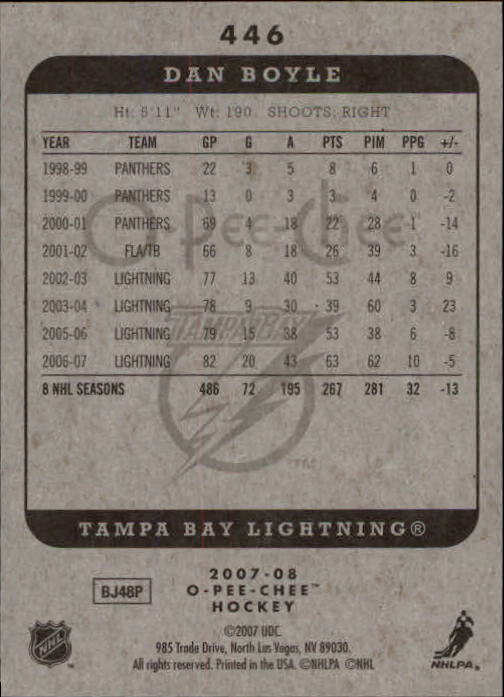 446
DAN BOYLE
Ht: 5'11" Wt: 190 SHOOTS: RIGHT
YEAR TEAM GP G A PTS PIM PPG +/-
1998-99 PANTHERS 22 3 5 8 6 1 0
1999-00 PANTHERS 13 0 3 3 4 0 -2
2000-01 PANTHERS 69 4 18 22 28 1 -14
2001-02 FLA/TB 66 8 18 26 39 3 -16
2002-03 LIGHTNING 77 13 40 53 44 8 9
2003-04 LIGHTNING 78 9 30 39 60 3 23
2005-06 LIGHTNING 79 15 38 53 38 6 -8
2006-07 LIGHTNING 82 20 43 63 62 10 -5
8 NHL SEASONS 486 72 195 267 281 32 -13
O-Pee-Chee
TAMPA BAY
TM
TAMPA BAY LIGHTNING®
2007-08
BJ48P O-PEE-CHEE™
HOCKEY
©2007 UDC
985 Trade Drive, North Las Vegas, NV 89030.
All rights reserved. Printed in the USA. ©NHLPA ©NHL
NHL
NHLPA®